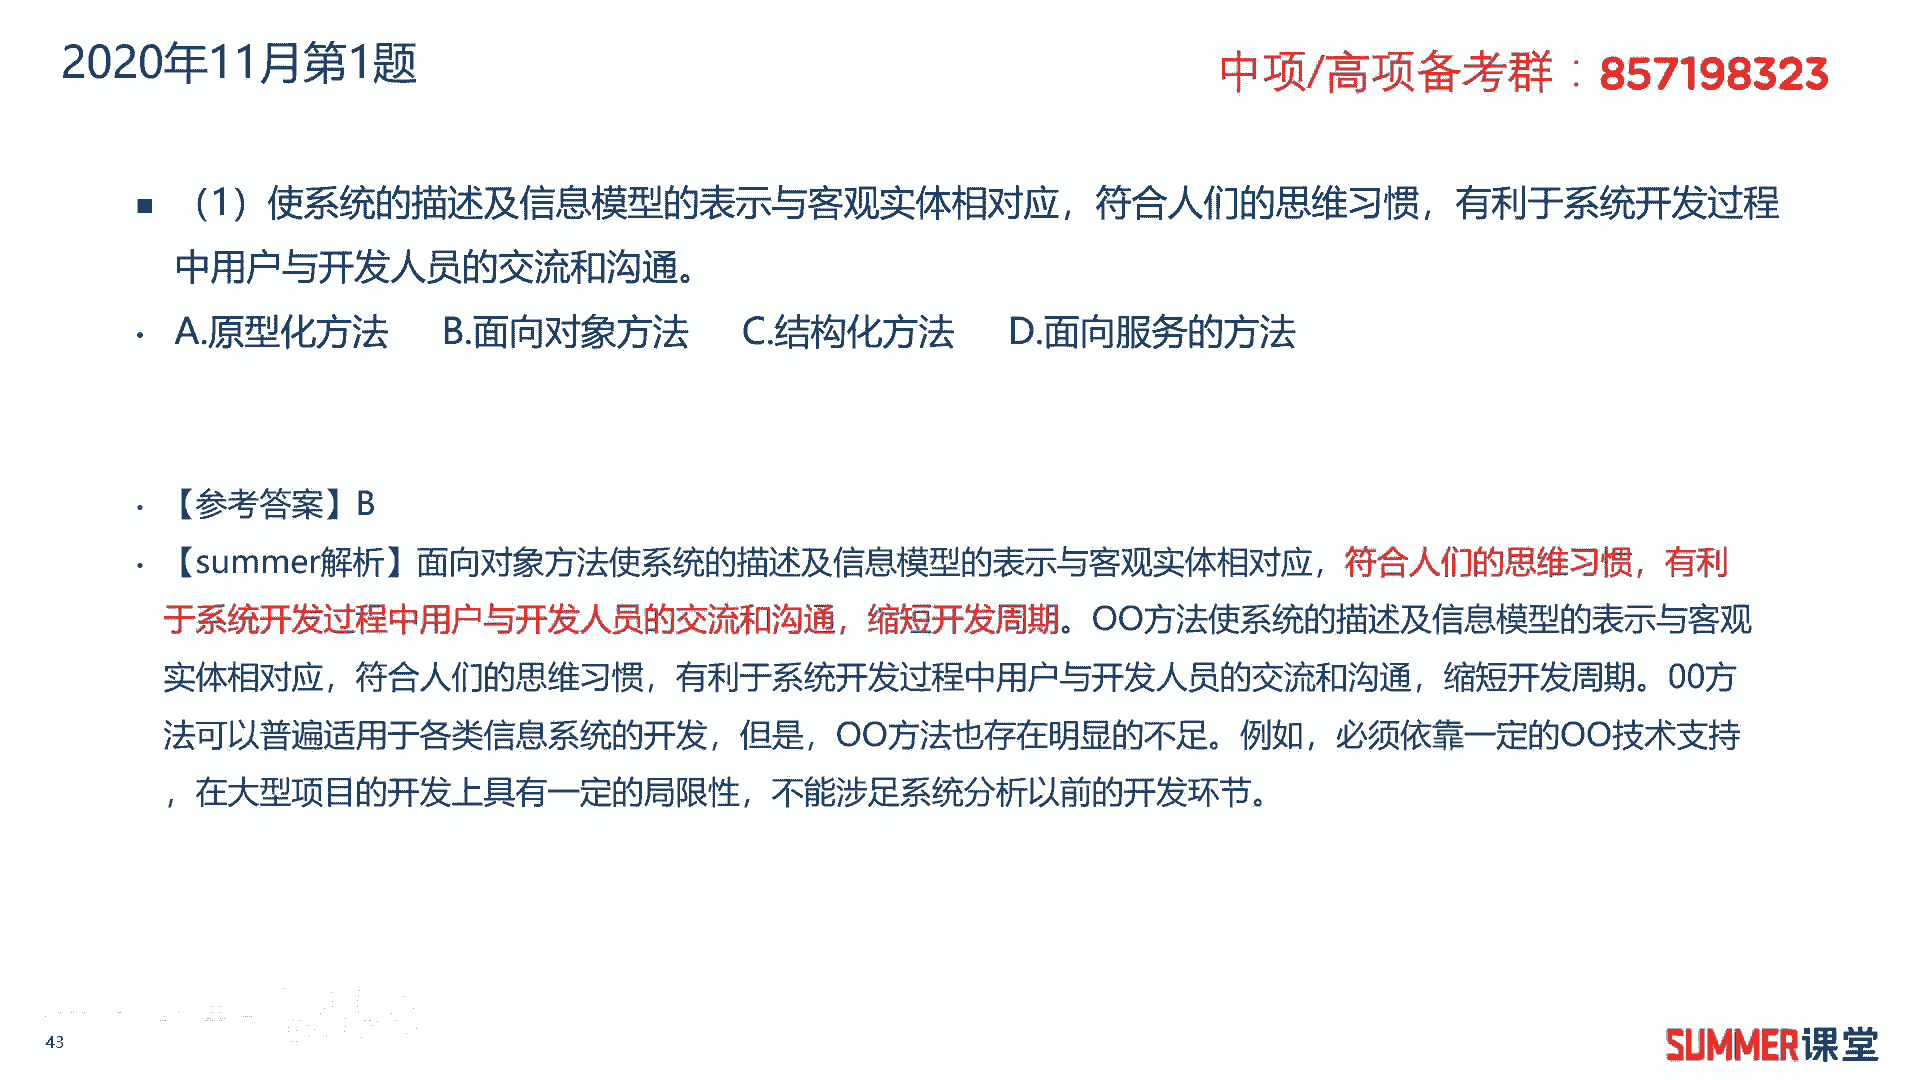 2020年11月第1题
中项/高项备考群：857198323
■ （1）使系统的描述及信息模型的表示与客观实体相对应，符合人们的思维习惯，有利于系统开发过程
中用户与开发人员的交流和沟通。
• A.原型化方法 B.面向对象方法 C.结构化方法 D.面向服务的方法
• 【参考答案】B
• 【summer解析】面向对象方法使系统的描述及信息模型的表示与客观实体相对应，符合人们的思维习惯，有利
于系统开发过程中用户与开发人员的交流和沟通，缩短开发周期。OO方法使系统的描述及信息模型的表示与客观
实体相对应，符合人们的思维习惯，有利于系统开发过程中用户与开发人员的交流和沟通，缩短开发周期。00方
法可以普遍适用于各类信息系统的开发，但是，OO方法也存在明显的不足。例如，必须依靠一定的OO技术支持
，在大型项目的开发上具有一定的局限性，不能涉足系统分析以前的开发环节。
43
SUMMER课堂